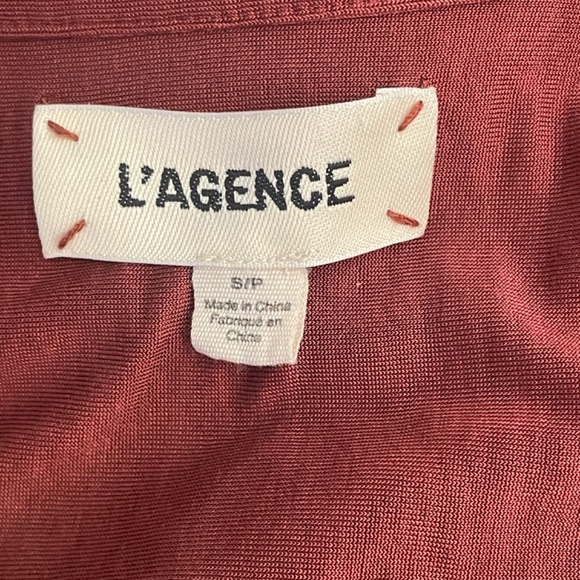 L'AGENCE
S/P
Made in China
Fabriqué en
Chine